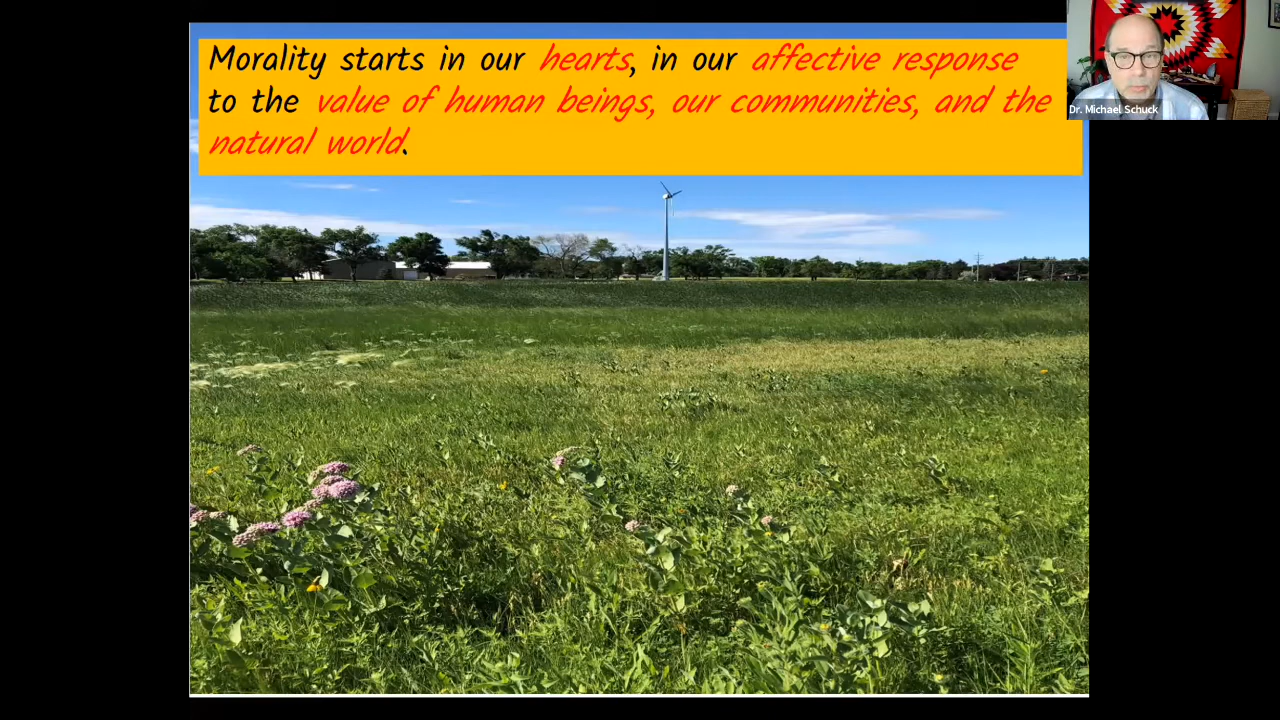 Morality starts in our hearts, in our affective response
to the value of human beings, our communities, and the
natural world.
Dr. Michael Schuck